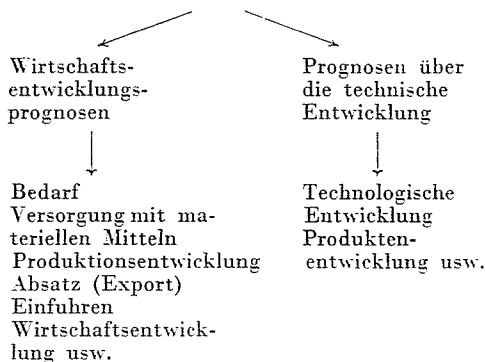 Wirtschafts-
entwicklungs-
prognosen
Prognosen über
die technische
Entwicklung
Bedarf
Versorgung mit ma-
teriellen Mitteln
Produktionsentwicklung
Absatz (Export)
Einfuhren
Wirtschaftsentwick-
lung usw.
Technologische
Entwicklung
Produkten-
entwicklung usw.